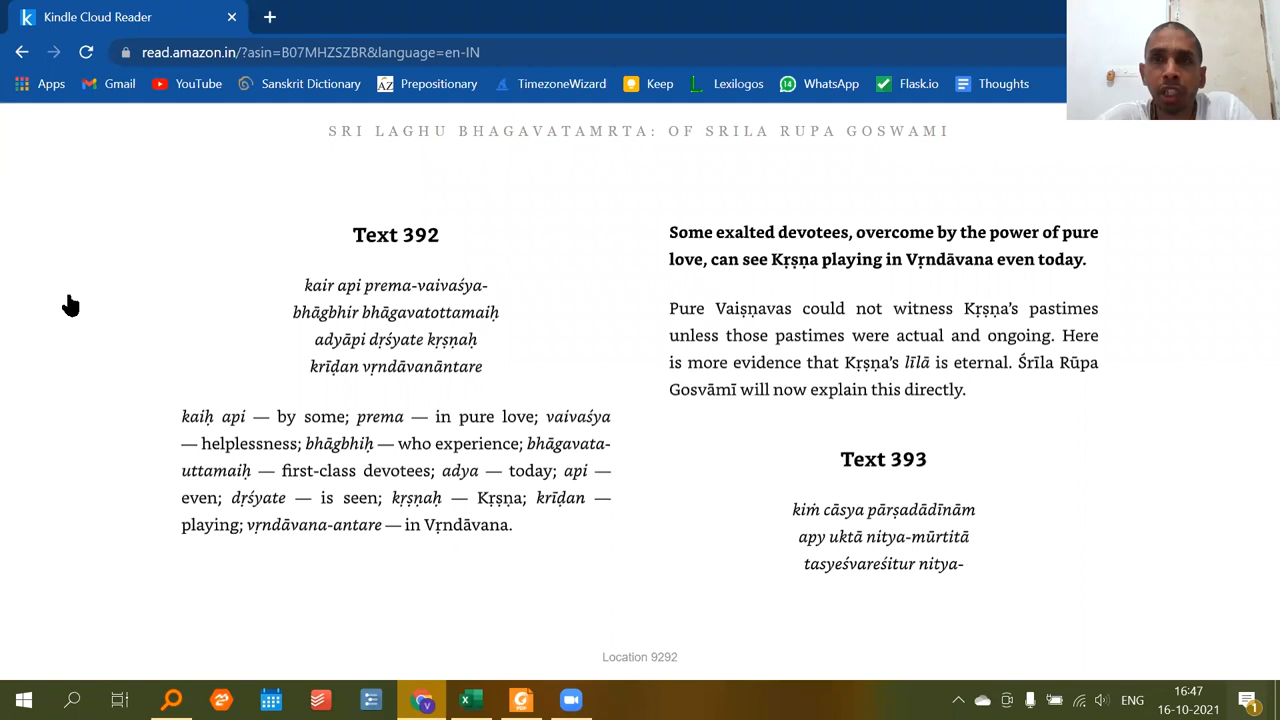 Kindle Cloud Reader
read.amazon.in/?asin=B07MHZSZBR&language=en-IN
Apps Gmail YouTube Sanskrit Dictionary Prepositionary TimezoneWizard Keep Lexilogos 14 WhatsApp Flask.io Thoughts
SRI LAGHU BHAGAVATAMRTA: OF SRILA RUPA GOSWAMI
Text 392
kair api prema-vaivaśya-
bhāgbhir bhāgavatottamaiḥ
adyāpi dṛśyate kṛṣṇaḥ
krīḍan vṛndāvanāntare
kaiḥ api — by some; prema — in pure love; vaivaśya
— helplessness; bhāgbhiḥ — who experience; bhāgavata-
uttamaiḥ — first-class devotees; adya — today; api —
even; dṛśyate — is seen; kṛṣṇaḥ — Kṛṣṇa; krīḍan —
playing; vṛndāvana-antare — in Vṛndāvana.
Some exalted devotees, overcome by the power of pure
love, can see Kṛṣṇa playing in Vṛndāvana even today.
Pure Vaiṣṇavas could not witness Kṛṣṇa’s pastimes
unless those pastimes were actual and ongoing. Here
is more evidence that Kṛṣṇa’s līlā is eternal. Śrīla Rūpa
Gosvāmī will now explain this directly.
Text 393
kiṁ cāsya pārṣadādīnām
apy uktā nitya-mūrtitā
tasyeśvareśitur nitya-
Location 9292
ENG
16:47
16-10-2021
1